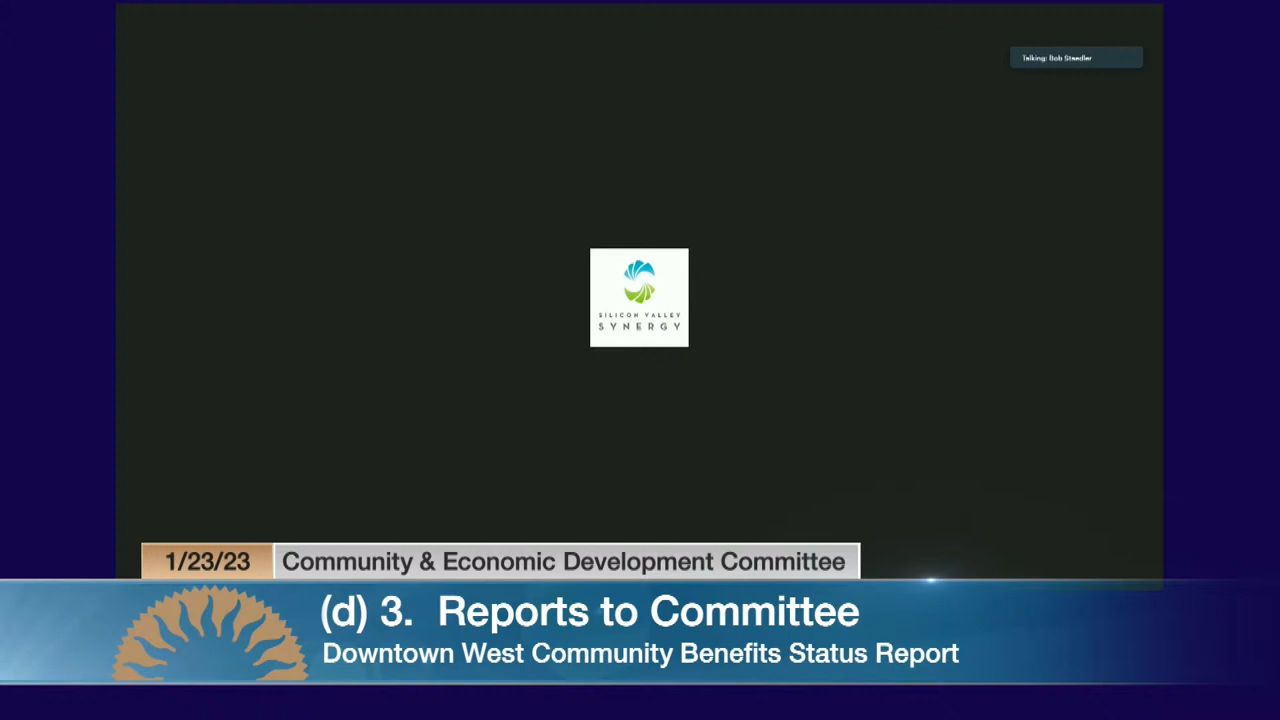 Talking: Bob Staedler
SILICON VALLEY
SYNERGY
1/23/23 Community & Economic Development Committee
(d) 3. Reports to Committee
Downtown West Community Benefits Status Report